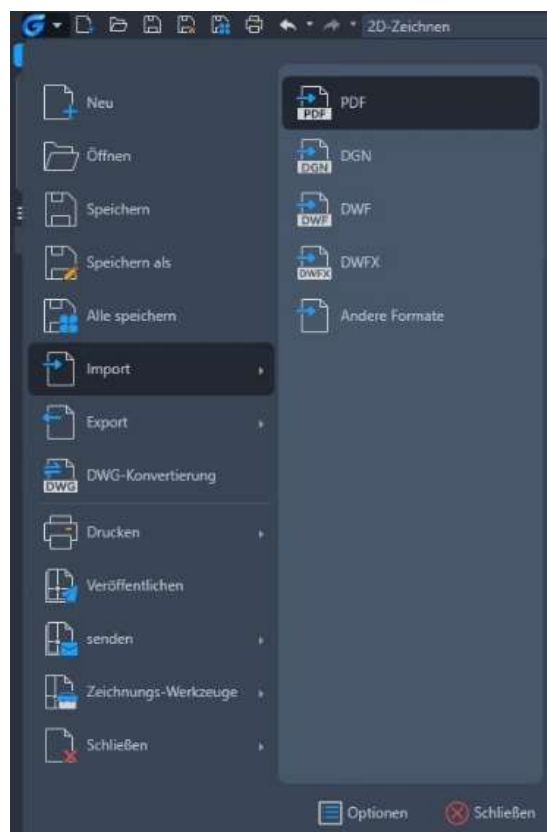 2D-Zeichnen
Neu
Öffnen
Speichern
Speichern als
Alle speichern
Import
Export
DWG
DWG-Konvertierung
Drucken
Veröffentlichen
senden
Zeichnungs-Werkzeuge
Schließen
PDF
PDF
DGN
DGN
DWF
DWF
DWFX
DWFX
Andere Formate
Optionen
Schließen